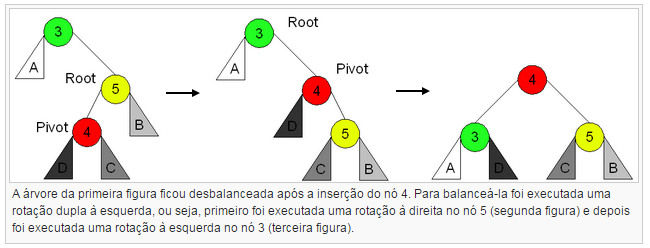 3
A
Root
5
Pivot
4
B
D
C
3
Root
A
Pivot
4
D
5
C
B
4
3
5
A
D
C
B
A árvore da primeira figura ficou desbalanceada após a inserção do nó 4. Para balanceá-la foi executada uma
rotação dupla á esquerda, ou seja, primeiro foi executada uma rotação à direita no nó 5 (segunda figura) e depois
foi executada uma rotação à esquerda no nó 3 (terceira figura).